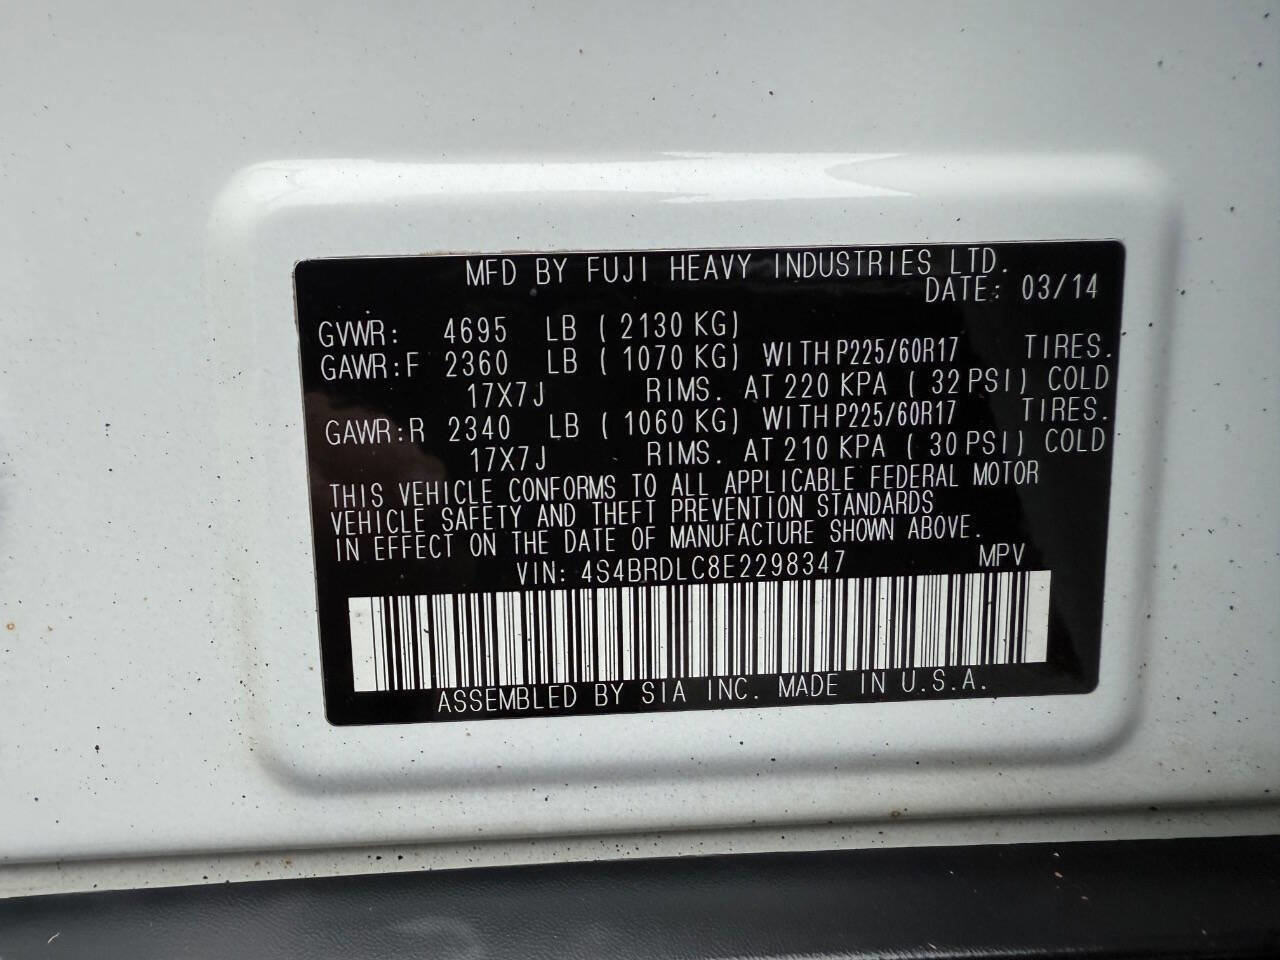 MFD BY FUJI HEAVY INDUSTRIES LTD.
DATE: 03/14
GVWR: 4695 LB ( 2130 KG)
GAWR:F 2360 LB ( 1070 KG) WITH P225/60R17 TIRES.
17X7J RIMS. AT 220 KPA ( 32 PSI) COLD
GAWR:R 2340 LB ( 1060 KG) WITH P225/60R17 TIRES.
17X7J RIMS. AT 210 KPA ( 30 PSI) COLD
THIS VEHICLE CONFORMS TO ALL APPLICABLE FEDERAL MOTOR
VEHICLE SAFETY AND THEFT PREVENTION STANDARDS
IN EFFECT ON THE DATE OF MANUFACTURE SHOWN ABOVE.
VIN: 4S4BRDLC8E2298347 MPV
ASSEMBLED BY SIA INC. MADE IN U.S.A.